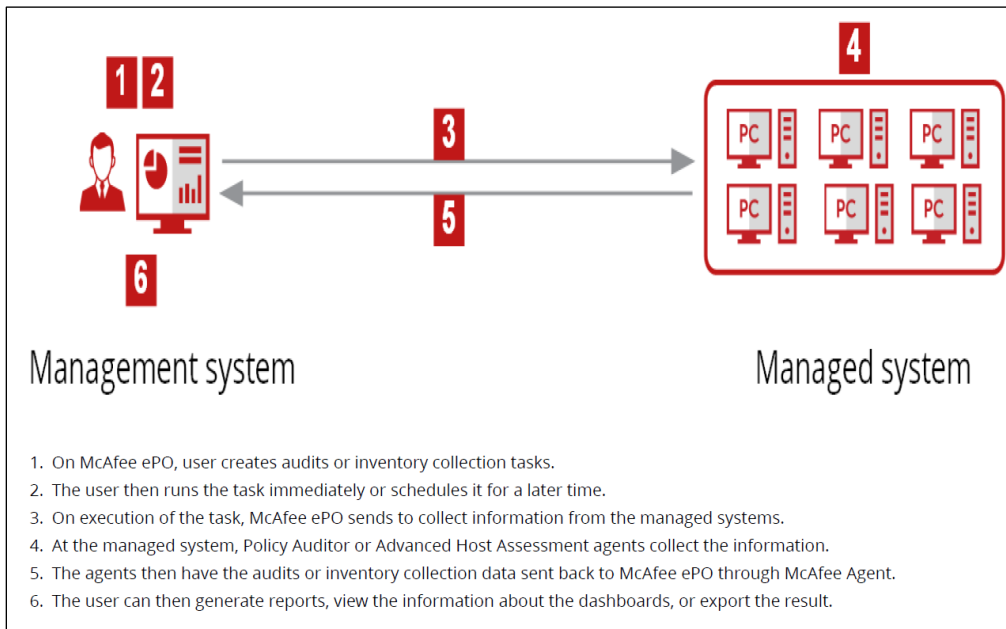 4
1 2
3
PC PC PC
5
PC PC PC
6
Management system
Managed system
1. On McAfee ePO, user creates audits or inventory collection tasks.
2. The user then runs the task immediately or schedules it for a later time.
3. On execution of the task, McAfee ePO sends to collect information from the managed systems.
4. At the managed system, Policy Auditor or Advanced Host Assessment agents collect the information.
5. The agents then have the audits or inventory collection data sent back to McAfee ePO through McAfee Agent.
6. The user can then generate reports, view the information about the dashboards, or export the result.